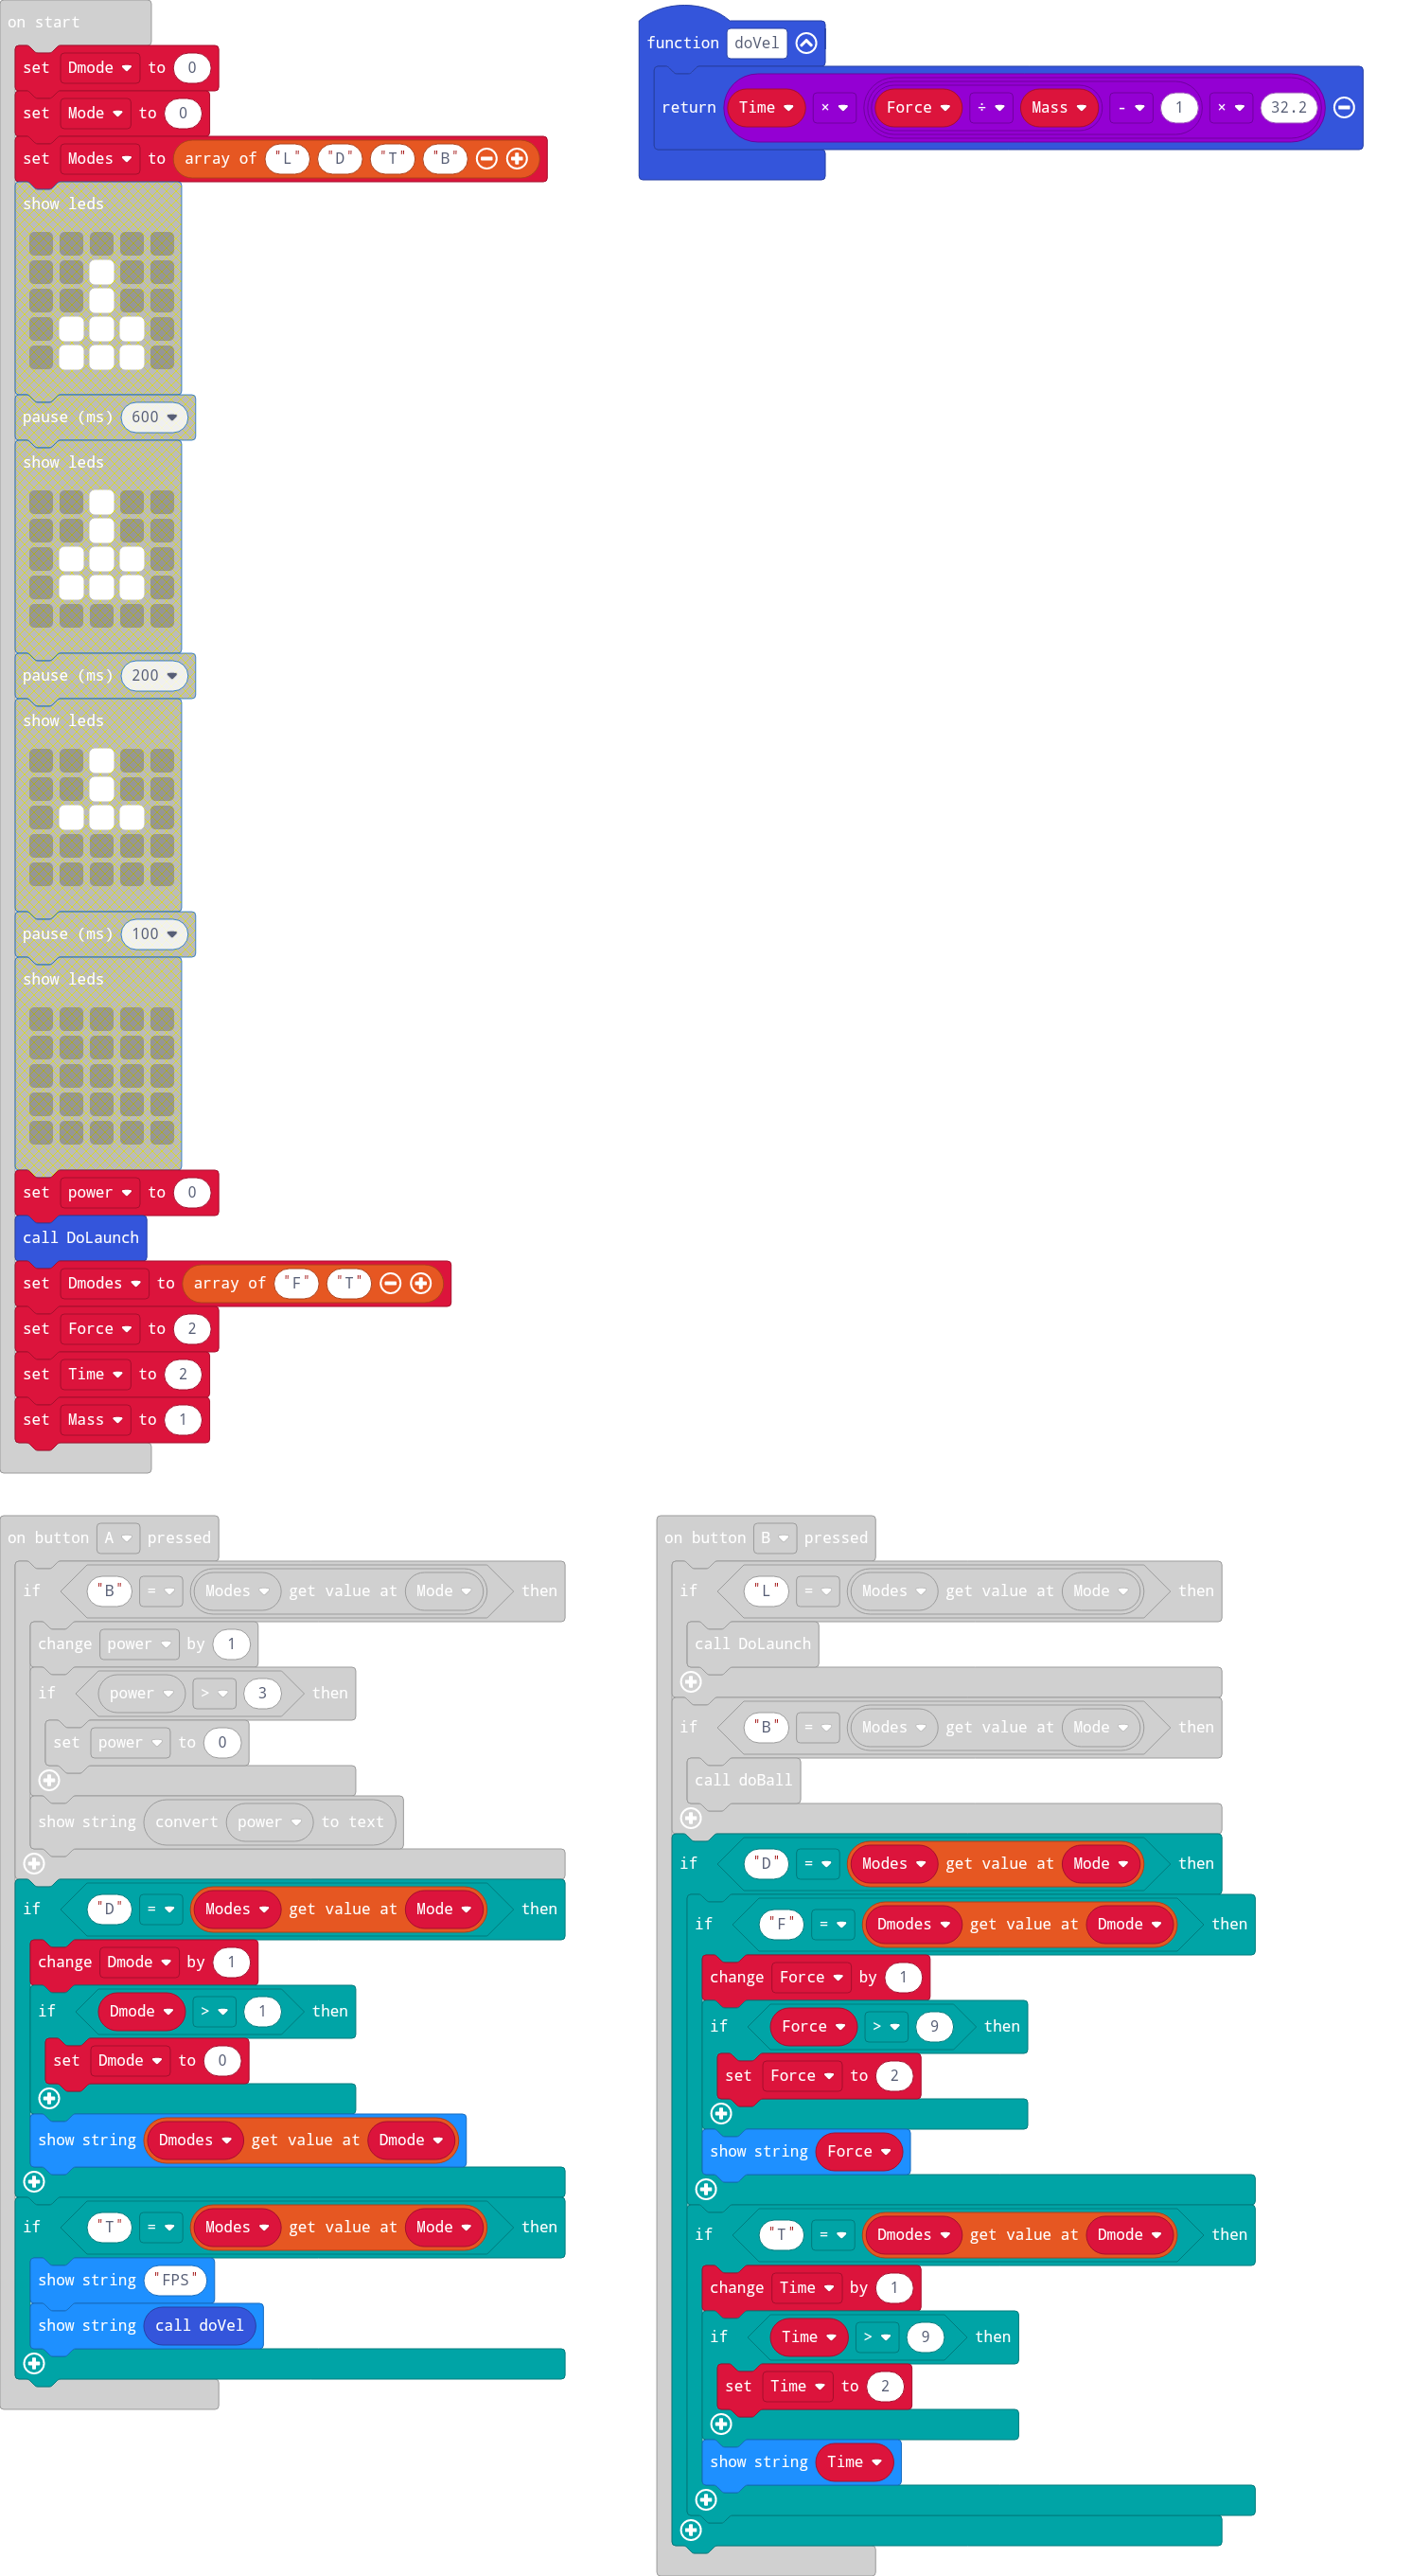 on start
set Dmode to 0
set Mode to 0
set Modes to array of "L" "D" "T" "B"
show leds
pause (ms) 600
show leds
pause (ms) 200
show leds
pause (ms) 100
show leds
set power to 0
call DoLaunch
set Dmodes to array of "F" "T"
set Force to 2
set Time to 2
set Mass to 1
function doVel
return Time × Force ÷ Mass - 1 × 32.2
on button A pressed
if "B" = Modes get value at Mode then
change power by 1
if power > 3 then
set power to 0
show string convert power to text
if "D" = Modes get value at Mode then
change Dmode by 1
if Dmode > 1 then
set Dmode to 0
show string Dmodes get value at Dmode
if "T" = Modes get value at Mode then
show string "FPS"
show string call doVel
on button B pressed
if "L" = Modes get value at Mode then
call DoLaunch
if "B" = Modes get value at Mode then
call doBall
if "D" = Modes get value at Mode then
if "F" = Dmodes get value at Dmode then
change Force by 1
if Force > 9 then
set Force to 2
show string Force
if "T" = Dmodes get value at Dmode then
change Time by 1
if Time > 9 then
set Time to 2
show string Time